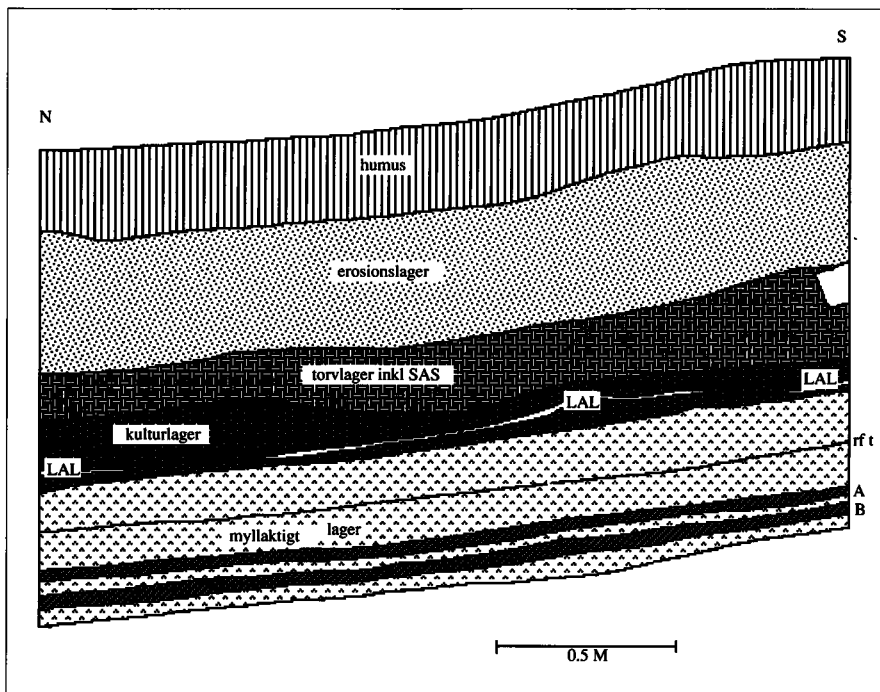 S
N
humus
erosionslager
torvlager inkl SAS
LAL
LAL
kulturlager
LAL
rf t
A
B
myllaktigt lager
0.5 M